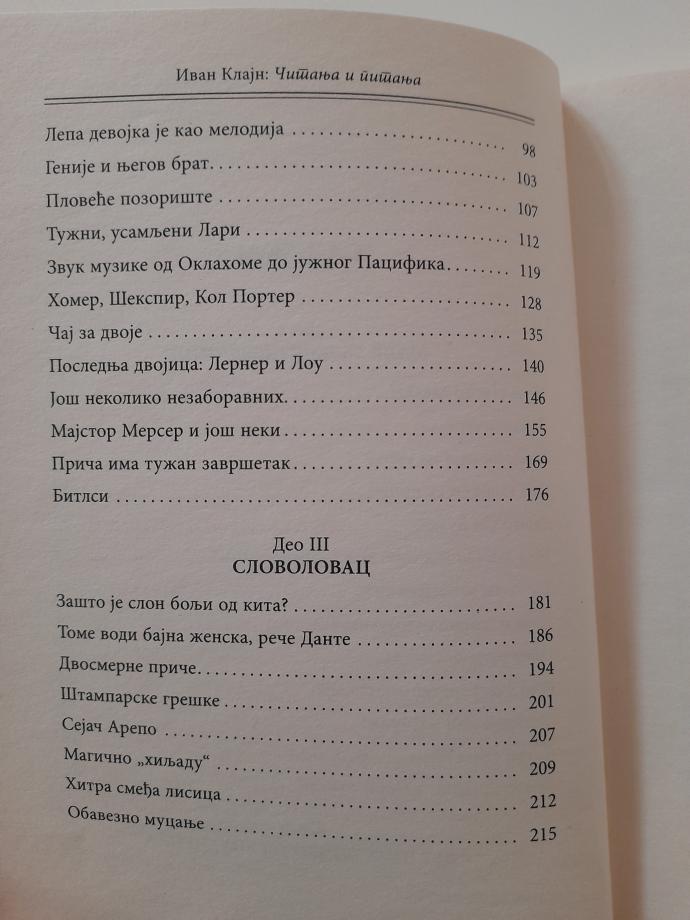 Иван Клајн: Читања и питања
Лепа девојка је као мелодија ........................ 98
Геније и његов брат. ................................ 103
Пловеће позориште ................................ 107
Тужни, усамљени Лари ............................ 112
Звук музике од Оклахоме до јужног Пацифика. ....... 119
Хомер, Шекспир, Кол Портер ....................... 128
Чај за двоје ........................................ 135
Последња двојица: Лернер и Лоу ................... 140
Још неколико незаборавних. ........................ 146
Мајстор Мерсер и још неки ......................... 155
Прича има тужан завршетак ........................ 169
Битлси ............................................ 176
Део III
СЛОВОЛОВАЦ
Зашто је слон бољи од кита? ........................ 181
Томе води бајна женска, рече Данте ................. 186
Двосмерне приче. .................................. 194
Штампарске грешке ................................ 201
Сејач Арепо ....................................... 207
Магично „хиљаду“ ................................. 209
Хитра смеђа лисица ................................ 212
Обавезно муцање .................................. 215